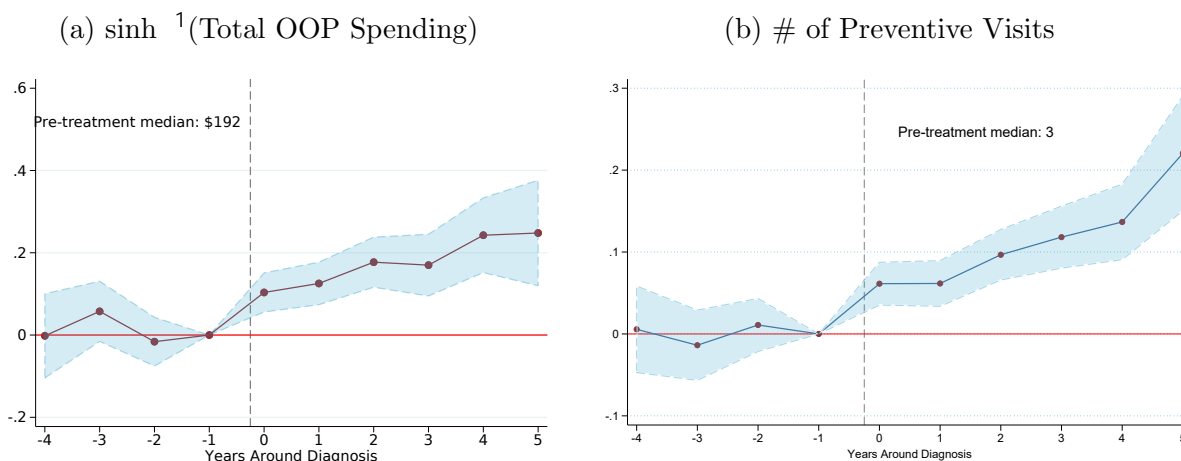 (a) sinh ¹(Total OOP Spending)
.6
Pre-treatment median: $192
.4
.2
0
-.2
-4 -3 -2 -1 0 1 2 3 4 5
Years Around Diagnosis
(b) # of Preventive Visits
.3
Pre-treatment median: 3
.2
.1
0
-.1
-4 -3 -2 -1 0 1 2 3 4 5
Years Around Diagnosis